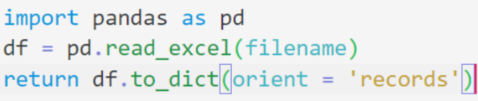 import pandas as pd
df = pd.read_excel(filename)
return df.to_dict(orient = 'records')